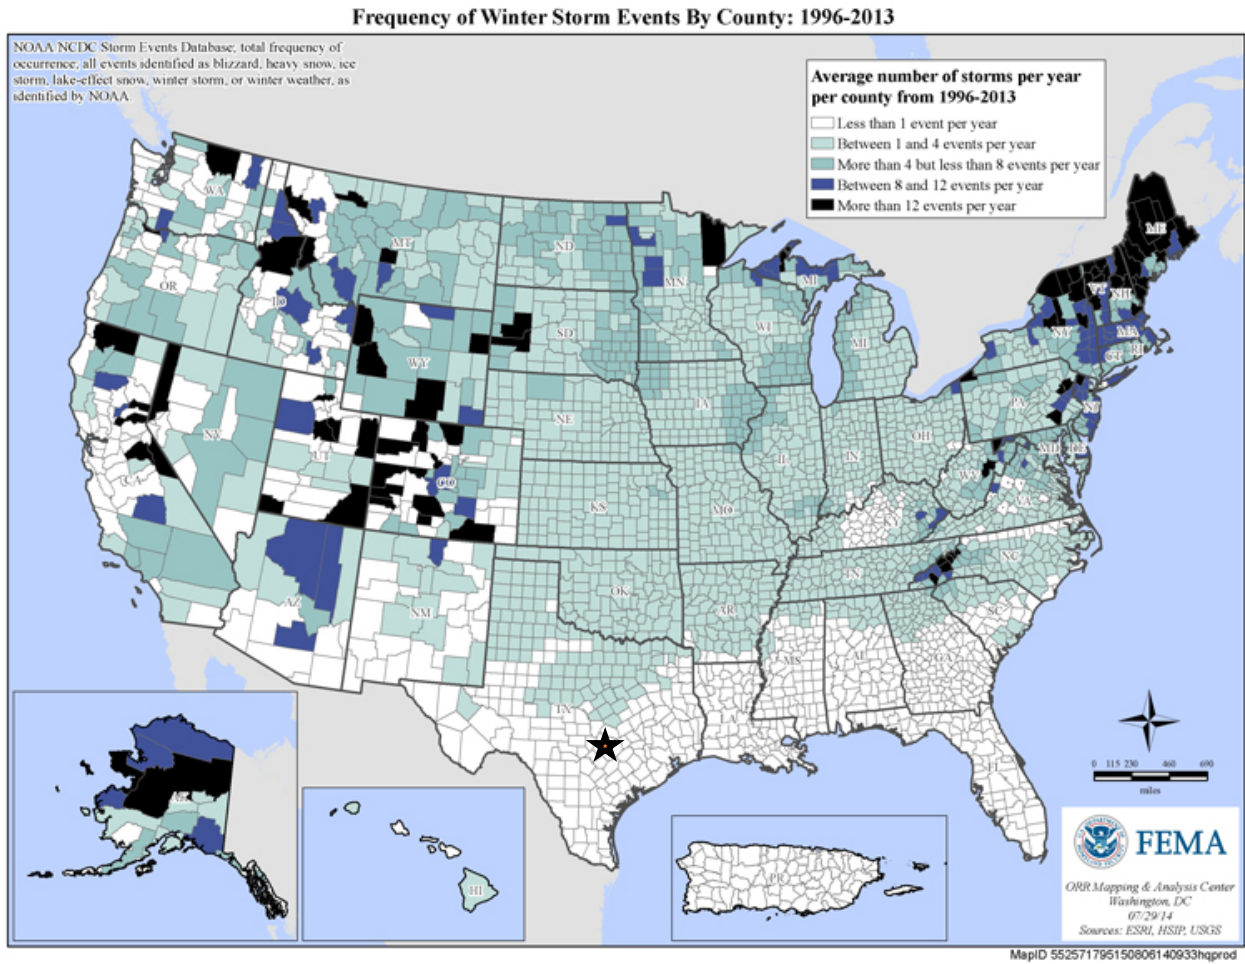 Frequency of Winter Storm Events By County: 1996-2013
NOAA NCDC Storm Events Database; total frequency of
occurrence, all events identified as blizzard, heavy snow, ice
storm, lake-effect snow, winter storm, or winter weather, as
identified by NOAA.
Average number of storms per year
per county from 1996-2013
Less than 1 event per year
Between 1 and 4 events per year
More than 4 but less than 8 events per year
Between 8 and 12 events per year
More than 12 events per year
WA
MT
ND
MN
ME
OR
ID
SD
WI
MI
MI
VT
NH
NY
MA
CT
RI
WY
NE
IA
PA
NJ
NV
UT
CO
IL
IN
OH
WV
MD
DE
VA
CA
KS
MO
KY
AZ
NM
OK
AR
TN
NC
SC
TX
LA
MS
AL
GA
FL
AK
HI
PR
0 115 230 460 690
miles
FEMA
ORR Mapping & Analysis Center
Washington, DC
07/29/14
Sources: ESRI, HSIP, USGS
MapID 552571795150806140933hqprod